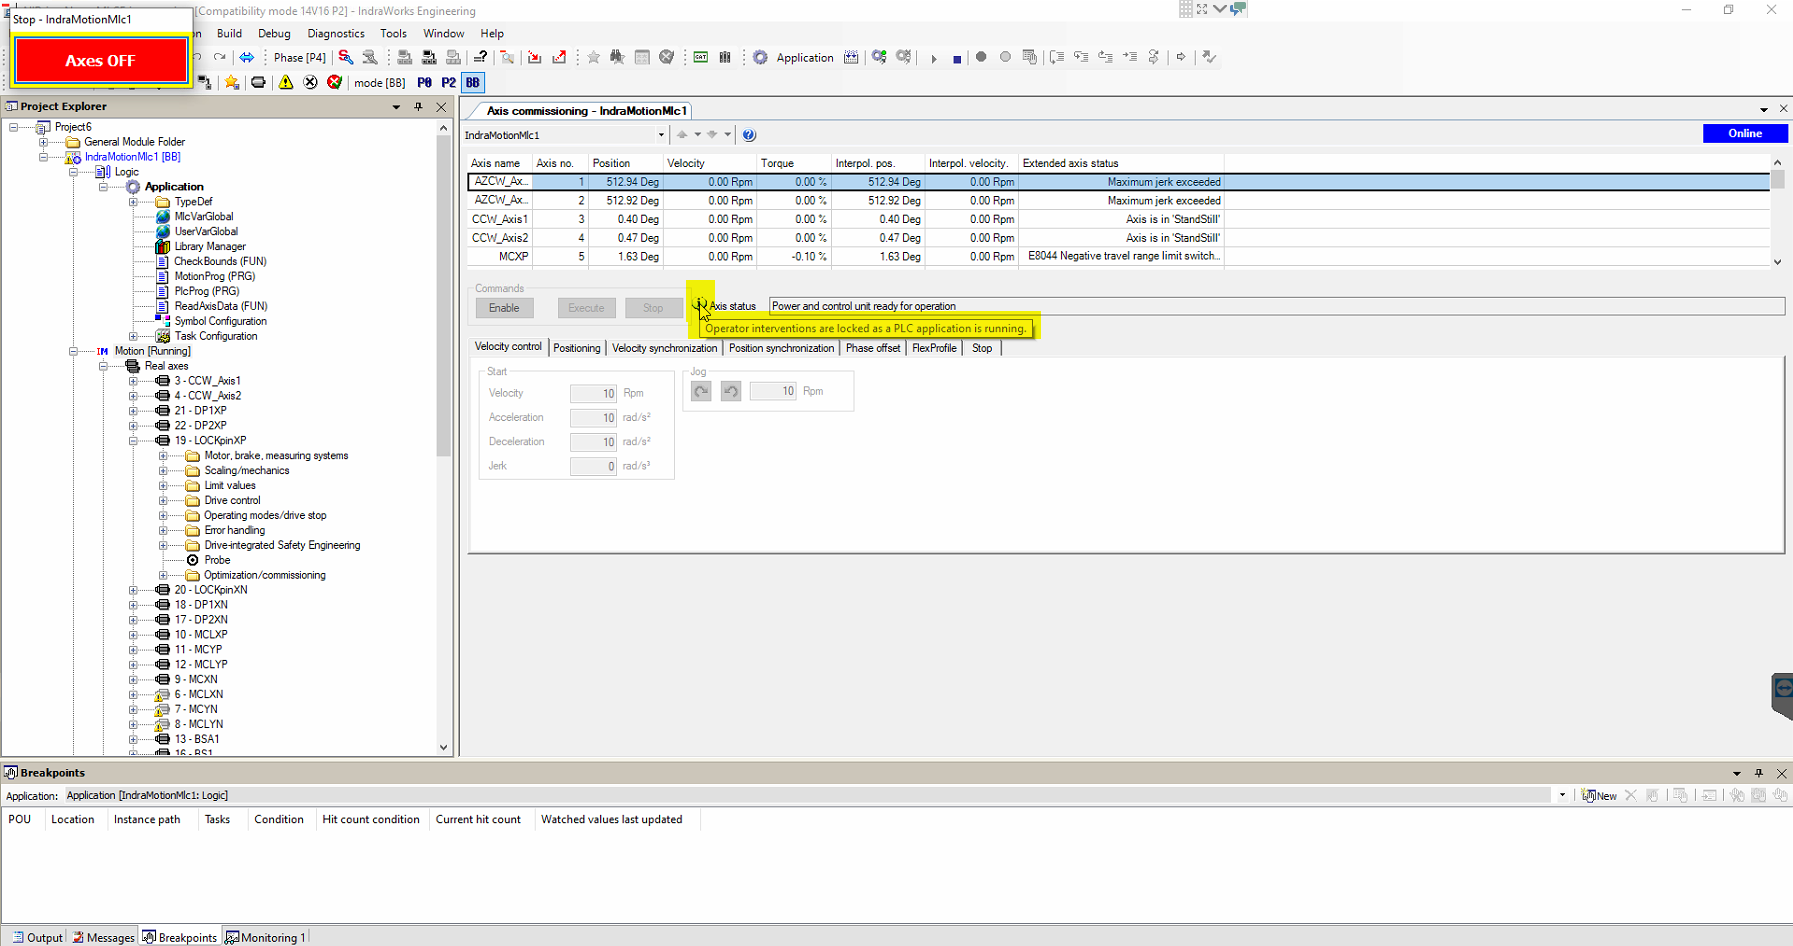 [Compatibility mode 14V16 P2] - IndraWorks Engineering
Stop - IndraMotionMlc1
Axes OFF
Build Debug Diagnostics Tools Window Help
Phase [P4] Application
mode [BB] P0 P2 BB
Project Explorer
Project6
General Module Folder
IndraMotionMlc1 [BB]
Logic
Application
TypeDef
MlcVarGlobal
UserVarGlobal
Library Manager
CheckBounds (FUN)
MotionProg (PRG)
PlcProg (PRG)
ReadAxisData (FUN)
Symbol Configuration
Task Configuration
Motion [Running]
Real axes
3 - CCW_Axis1
4 - CCW_Axis2
21 - DP1XP
22 - DP2XP
19 - LOCKpinXP
Motor, brake, measuring systems
Scaling/mechanics
Limit values
Drive control
Operating modes/drive stop
Error handling
Drive-integrated Safety Engineering
Probe
Optimization/commissioning
20 - LOCKpinXN
18 - DP1XN
17 - DP2XN
10 - MCLXP
11 - MCYP
12 - MCLYP
9 - MCXN
6 - MCLXN
7 - MCYN
8 - MCLYN
13 - BSA1
16 - BS1
Axis commissioning - IndraMotionMlc1
IndraMotionMlc1
Online
Axis name Axis no. Position Velocity Torque Interpol. pos. Interpol. velocity. Extended axis status
AZCW_Ax... 1 512.94 Deg 0.00 Rpm 0.00 % 512.94 Deg 0.00 Rpm Maximum jerk exceeded
AZCW_Ax... 2 512.92 Deg 0.00 Rpm 0.00 % 512.92 Deg 0.00 Rpm Maximum jerk exceeded
CCW_Axis1 3 0.40 Deg 0.00 Rpm 0.00 % 0.40 Deg 0.00 Rpm Axis is in 'StandStill'
CCW_Axis2 4 0.47 Deg 0.00 Rpm 0.00 % 0.47 Deg 0.00 Rpm Axis is in 'StandStill'
MCXP 5 1.63 Deg 0.00 Rpm -0.10 % 1.63 Deg 0.00 Rpm E8044 Negative travel range limit switch...
Commands
Enable Execute Stop Axis status Power and control unit ready for operation
Operator interventions are locked as a PLC application is running.
Velocity control Positioning Velocity synchronization Position synchronization Phase offset FlexProfile Stop
Start
Velocity 10 Rpm
Acceleration 10 rad/s²
Deceleration 10 rad/s²
Jerk 0 rad/s³
Jog
10 Rpm
Breakpoints
Application: Application [IndraMotionMlc1: Logic]
New
POU Location Instance path Tasks Condition Hit count condition Current hit count Watched values last updated
Output Messages Breakpoints Monitoring 1